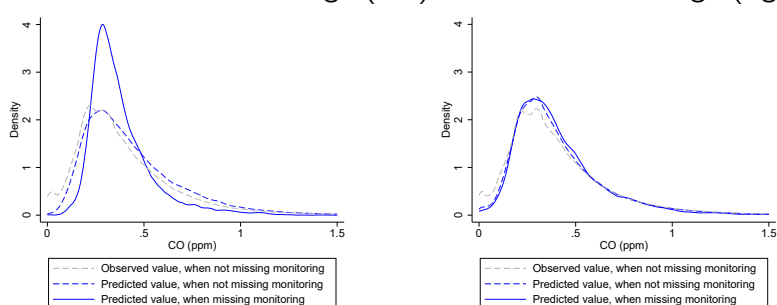 4
3
2
1
0
Density
0 .5 1 1.5
CO (ppm)
Observed value, when not missing monitoring
Predicted value, when not missing monitoring
Predicted value, when missing monitoring
4
3
2
1
0
Density
0 .5 1 1.5
CO (ppm)
Observed value, when not missing monitoring
Predicted value, when not missing monitoring
Predicted value, when missing monitoring